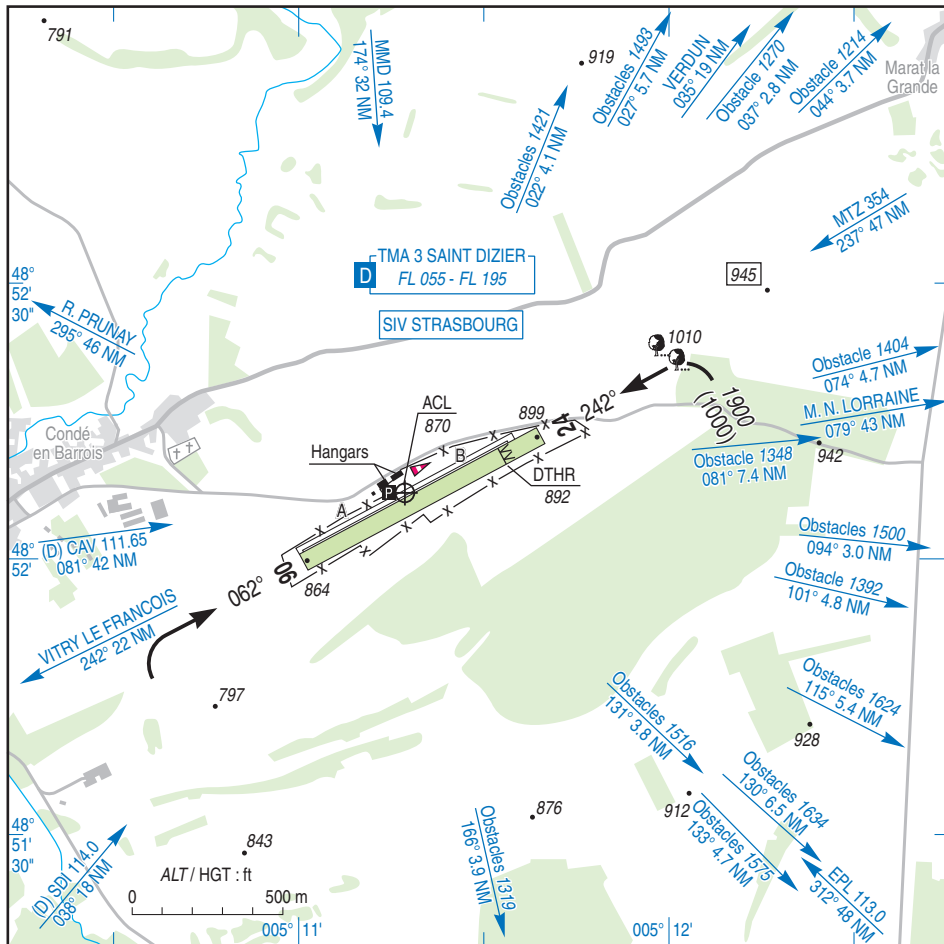 791
MMD 109.4
174° 32 NM
919
Obstacles 1493
027° 5.7 NM
VERDUN
035° 19 NM
Obstacle 1270
037° 2.8 NM
Obstacles 1214
044° 3.7 NM
Marat la
Grande
Obstacles 1421
022° 4.1 NM
MTZ 354
237° 47 NM
48°
52'
30"
R. PRUNAY
295° 46 NM
D
TMA 3 SAINT DIZIER
FL 055 - FL 195
SIV STRASBOURG
945
1010
Obstacle 1404
074° 4.7 NM
1900
(1000)
M. N. LORRAINE
079° 43 NM
Obstacle 1348
081° 7.4 NM
942
Condé
en Barrois
ACL
870
899
24
242°
Hangars
B
P
A
DTHR
892
48°
52'
(D) CAV 111.65
081° 42 NM
06
062°
864
Obstacles 1500
094° 3.0 NM
Obstacle 1392
101° 4.8 NM
VITRY LE FRANCOIS
242° 22 NM
797
Obstacles 1516
131° 3.8 NM
Obstacles 1624
115° 5.4 NM
928
Obstacles 1634
130° 6.5 NM
912
Obstacles 1575
133° 4.7 NM
876
Obstacles 1319
166° 3.9 NM
EPL 113.0
312° 48 NM
48°
51'
30"
843
(D) SDI 114.0
038° 18 NM
ALT / HGT : ft
0
500 m
005° 11'
005° 12'